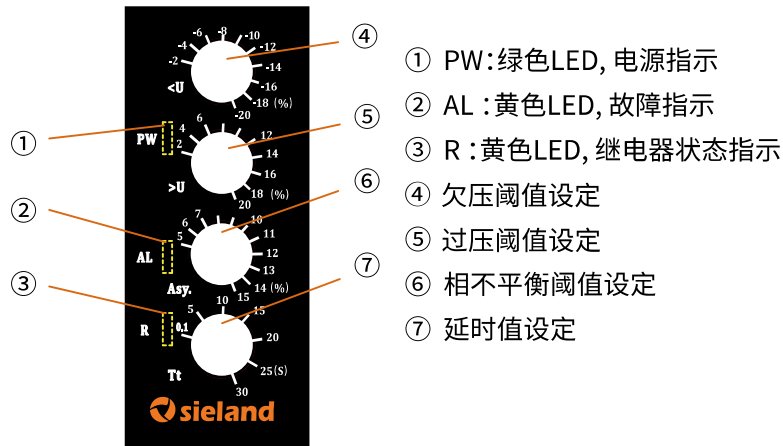 -2 -4 -6 -8 -10 -12 -14 -16 -18 (%) -20
<U
④
① PW:绿色LED, 电源指示
② AL :黄色LED, 故障指示
③ R :黄色LED, 继电器状态指示
④ 欠压阈值设定
⑤ 过压阈值设定
⑥ 相不平衡阈值设定
⑦ 延时值设定
①
PW
2 4 6 12 14 16 18 (%) 20
>U
⑤
②
AL
5 6 7 10 11 12 13 14 (%) 15
Asy.
⑥
③
R
0,1 5 10 15 20 25(S) 30
Tt
⑦
sieland